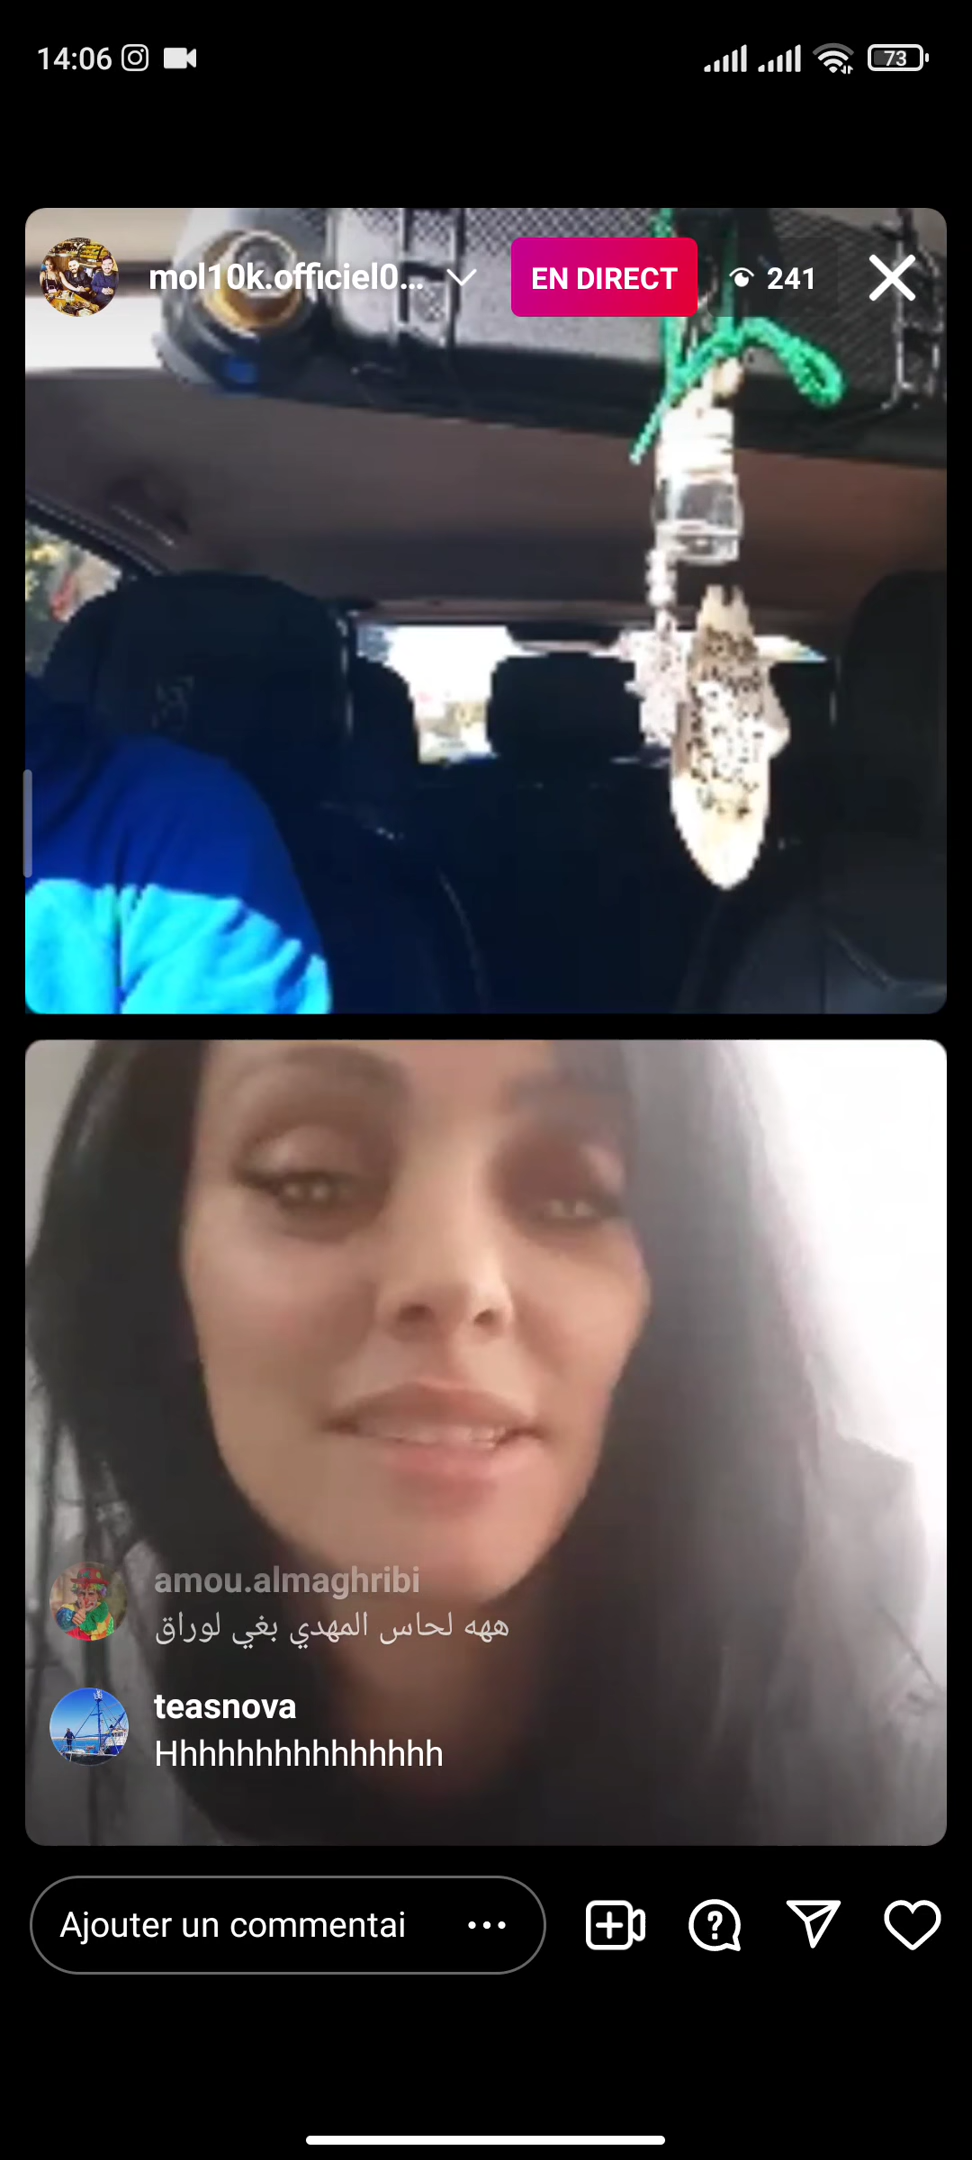 14:06
73
mol10k.officiel0...
EN DIRECT
241
amou.almaghribi
ههه لحاس المهدي بغي لوراق
teasnova
Hhhhhhhhhhhhhhh
Ajouter un commentai